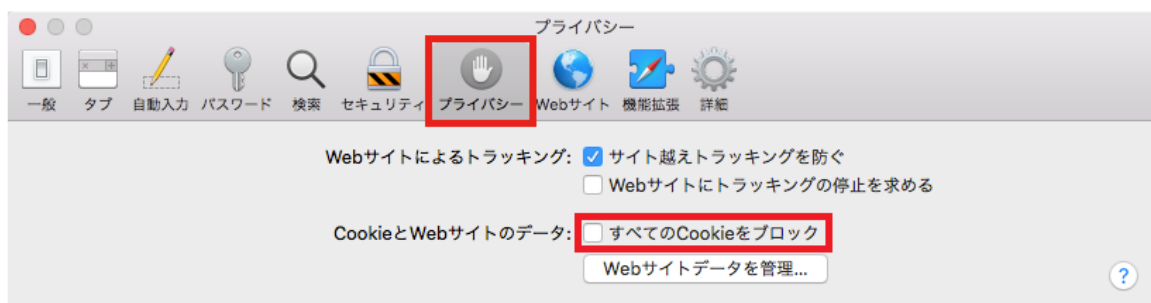 プライバシー
一般 タブ 自動入力 パスワード 検索 セキュリティ プライバシー Webサイト 機能拡張 詳細
Webサイトによるトラッキング: サイト越えトラッキングを防ぐ
Webサイトにトラッキングの停止を求める
CookieとWebサイトのデータ: すべてのCookieをブロック
Webサイトデータを管理...
?